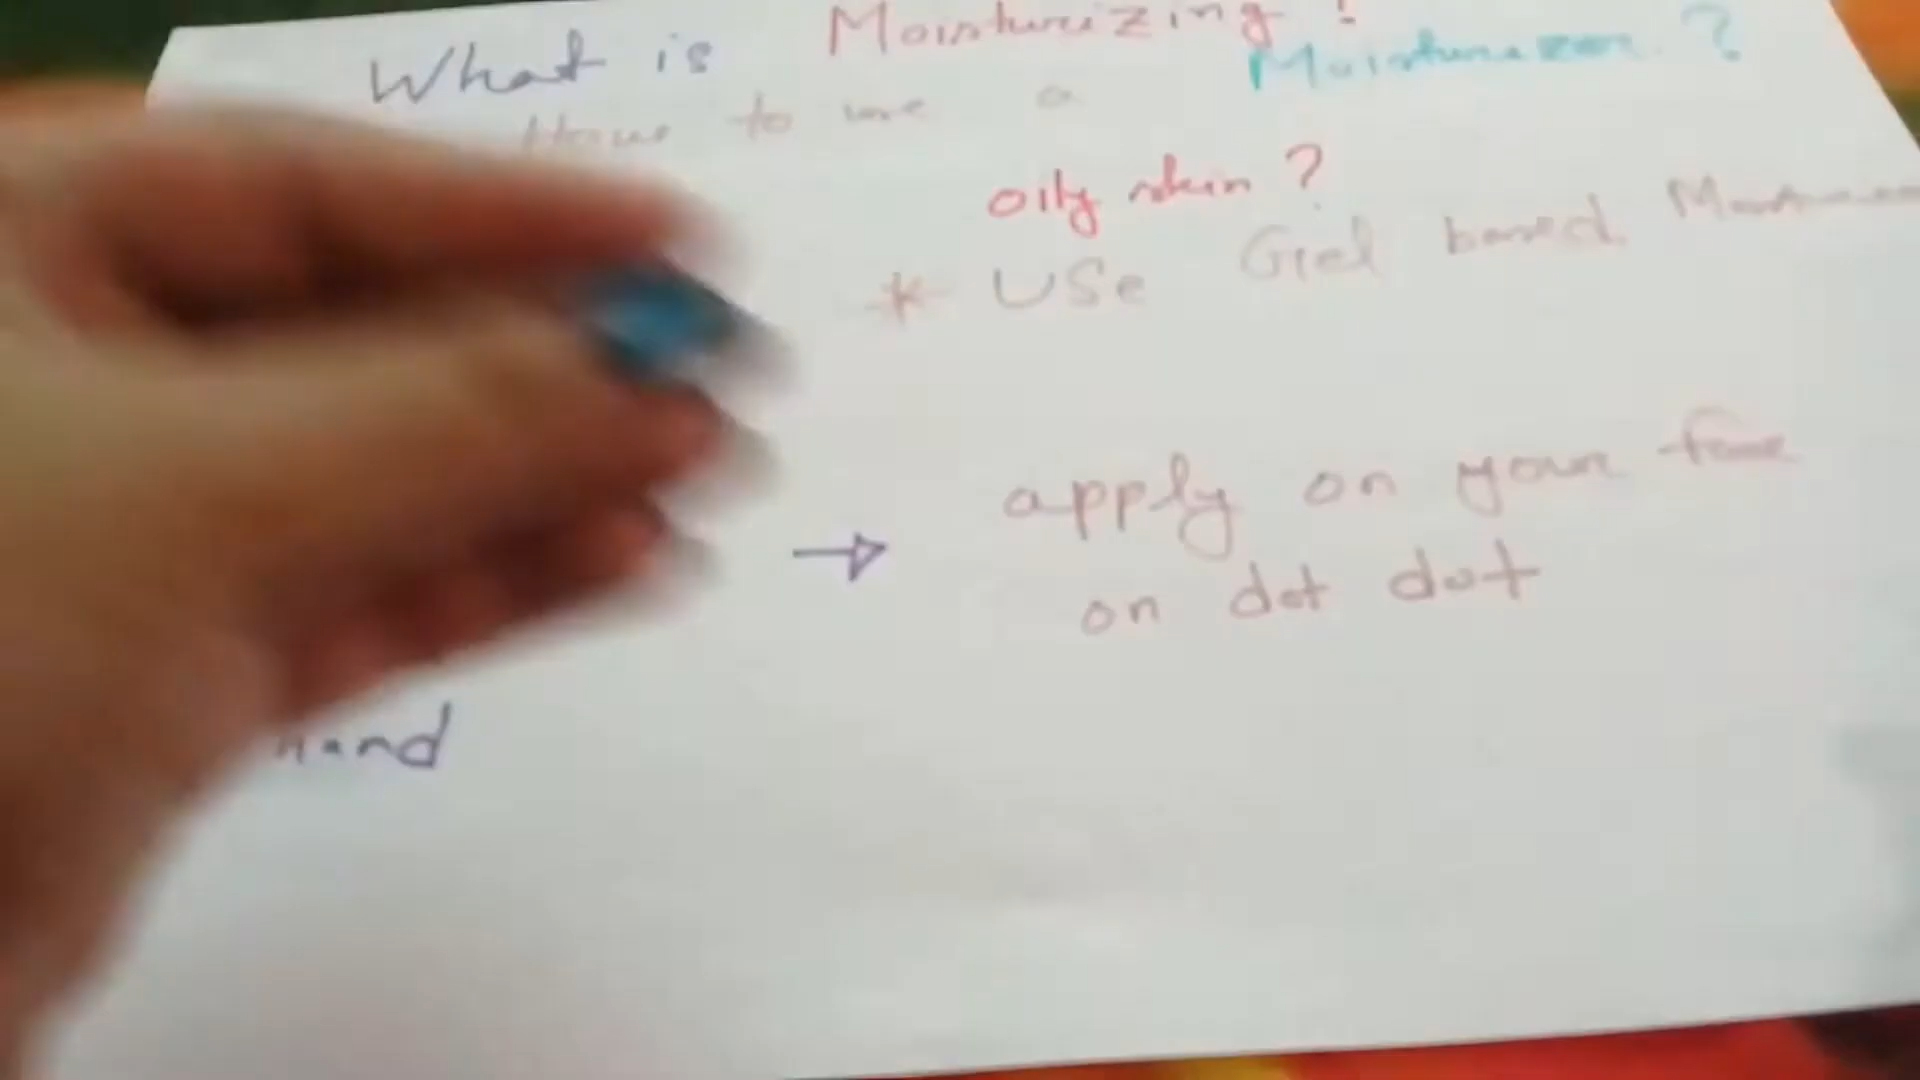 What is Moisturizing !
How to use a Moisturizer ?
oily skin ?
* USe Giel based
→ apply on your face
on dot dot
hand